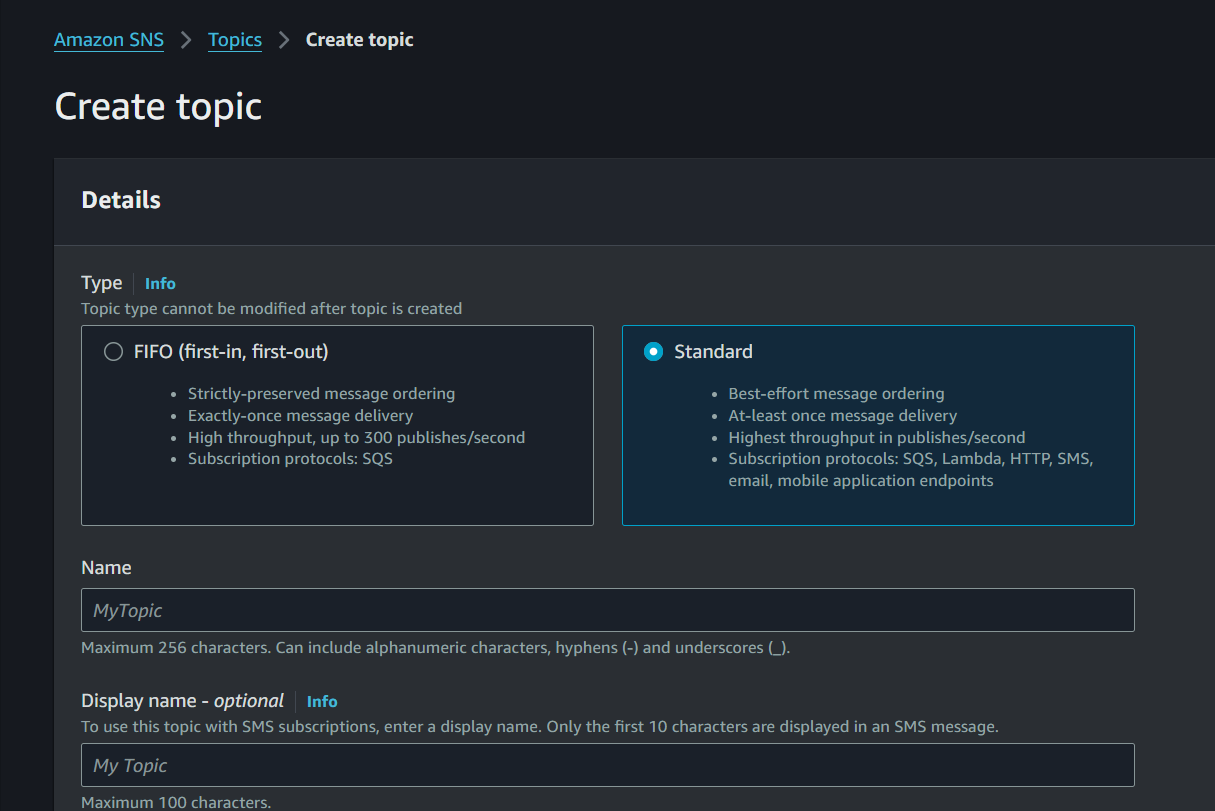 Amazon SNS > Topics > Create topic
Create topic
Details
Type Info
Topic type cannot be modified after topic is created
FIFO (first-in, first-out)
• Strictly-preserved message ordering
• Exactly-once message delivery
• High throughput, up to 300 publishes/second
• Subscription protocols: SQS
Standard
• Best-effort message ordering
• At-least once message delivery
• Highest throughput in publishes/second
• Subscription protocols: SQS, Lambda, HTTP, SMS,
email, mobile application endpoints
Name
MyTopic
Maximum 256 characters. Can include alphanumeric characters, hyphens (-) and underscores (_).
Display name - optional Info
To use this topic with SMS subscriptions, enter a display name. Only the first 10 characters are displayed in an SMS message.
My Topic
Maximum 100 characters.